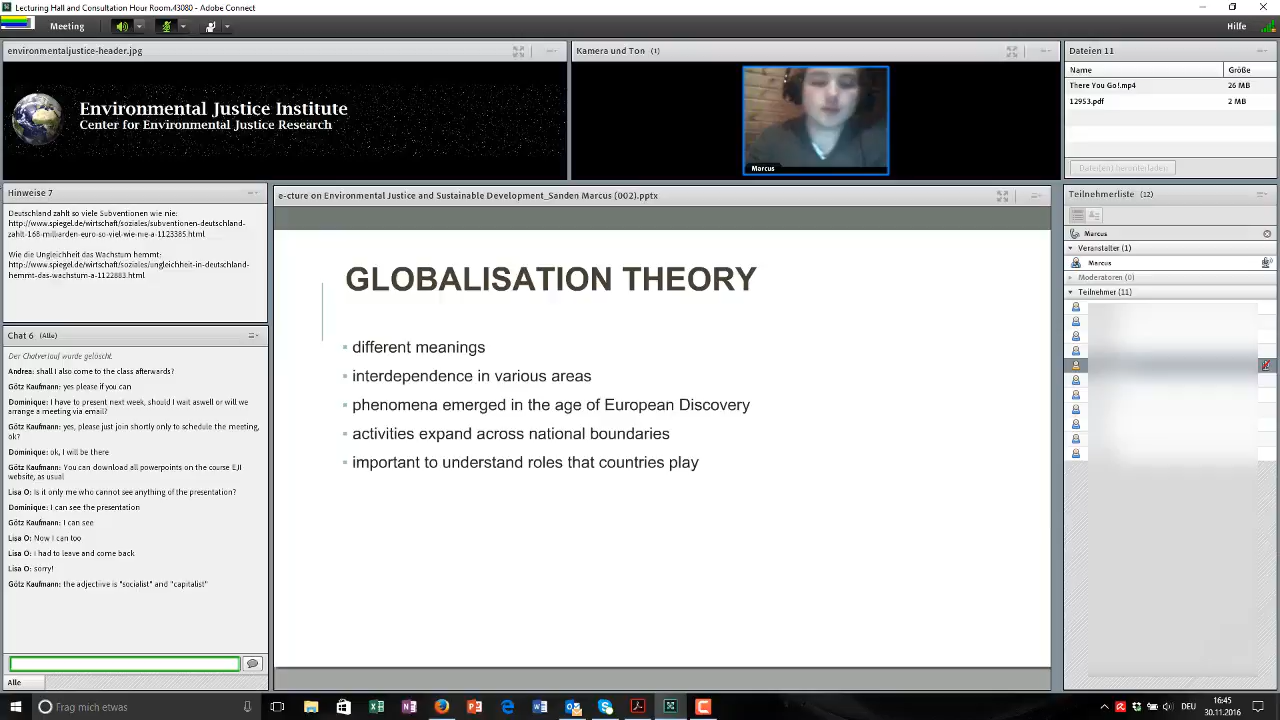 Lecturing Hall and Consultation Hour Room,43080 - Adobe Connect
Meeting
Hilfe
environmentaljustice-header.jpg
Environmental Justice Institute
Center for Environmental Justice Research
Kamera und Ton (1)
Marcus
Dateien 11
Name Größe
There You Go!.mp4 26 MB
12953.pdf 2 MB
Datei(en) herunterladen
Hinweise 7
Deutschland zahlt so viele Subventionen wie nie:
http://www.spiegel.de/wirtschaft/soziales/subventionen-deutschland-
zahlt-168-milliarden-euro-so-viel-wie-nie-a-1123385.html
Wie die Ungleichheit das Wachstum hemmt:
http://www.spiegel.de/wirtschaft/soziales/ungleichheit-in-deutschland-
hemmt-das-wachstum-a-1122883.html
Chat 6 (Alle)
Der Chatverlauf wurde gelöscht.
Andrea: shall I also come to the class afterwards?
Götz Kaufmann: yes please if you can
Dominique: I have to present next week, should I wait aswell or will we
arrange a meeting via email?
Götz Kaufmann: yes, please just join shortly only to schedule the meeting,
ok?
Dominique: ok, I will be there
Götz Kaufmann: You can download all powerpoints on the course EJI
website, as usual
Lisa O: Is it only me who cannot see anything of the presentation?
Dominique: I can see the presentation
Götz Kaufmann: I can see
Lisa O: Now I can too
Lisa O: i had to leave and come back
Lisa O: sorry!
Götz Kaufmann: the adjective is "socialist" and "capitalist"
Alle
e-cture on Environmental Justice and Sustainable Development_Sanden Marcus (002).pptx
GLOBALISATION THEORY
▪ different meanings
▪ interdependence in various areas
▪ phenomena emerged in the age of European Discovery
▪ activities expand across national boundaries
▪ important to understand roles that countries play
Teilnehmerliste (12)
Marcus
Veranstalter (1)
Marcus
Moderatoren (0)
Teilnehmer (11)
Frag mich etwas
DEU
16:45
30.11.2016